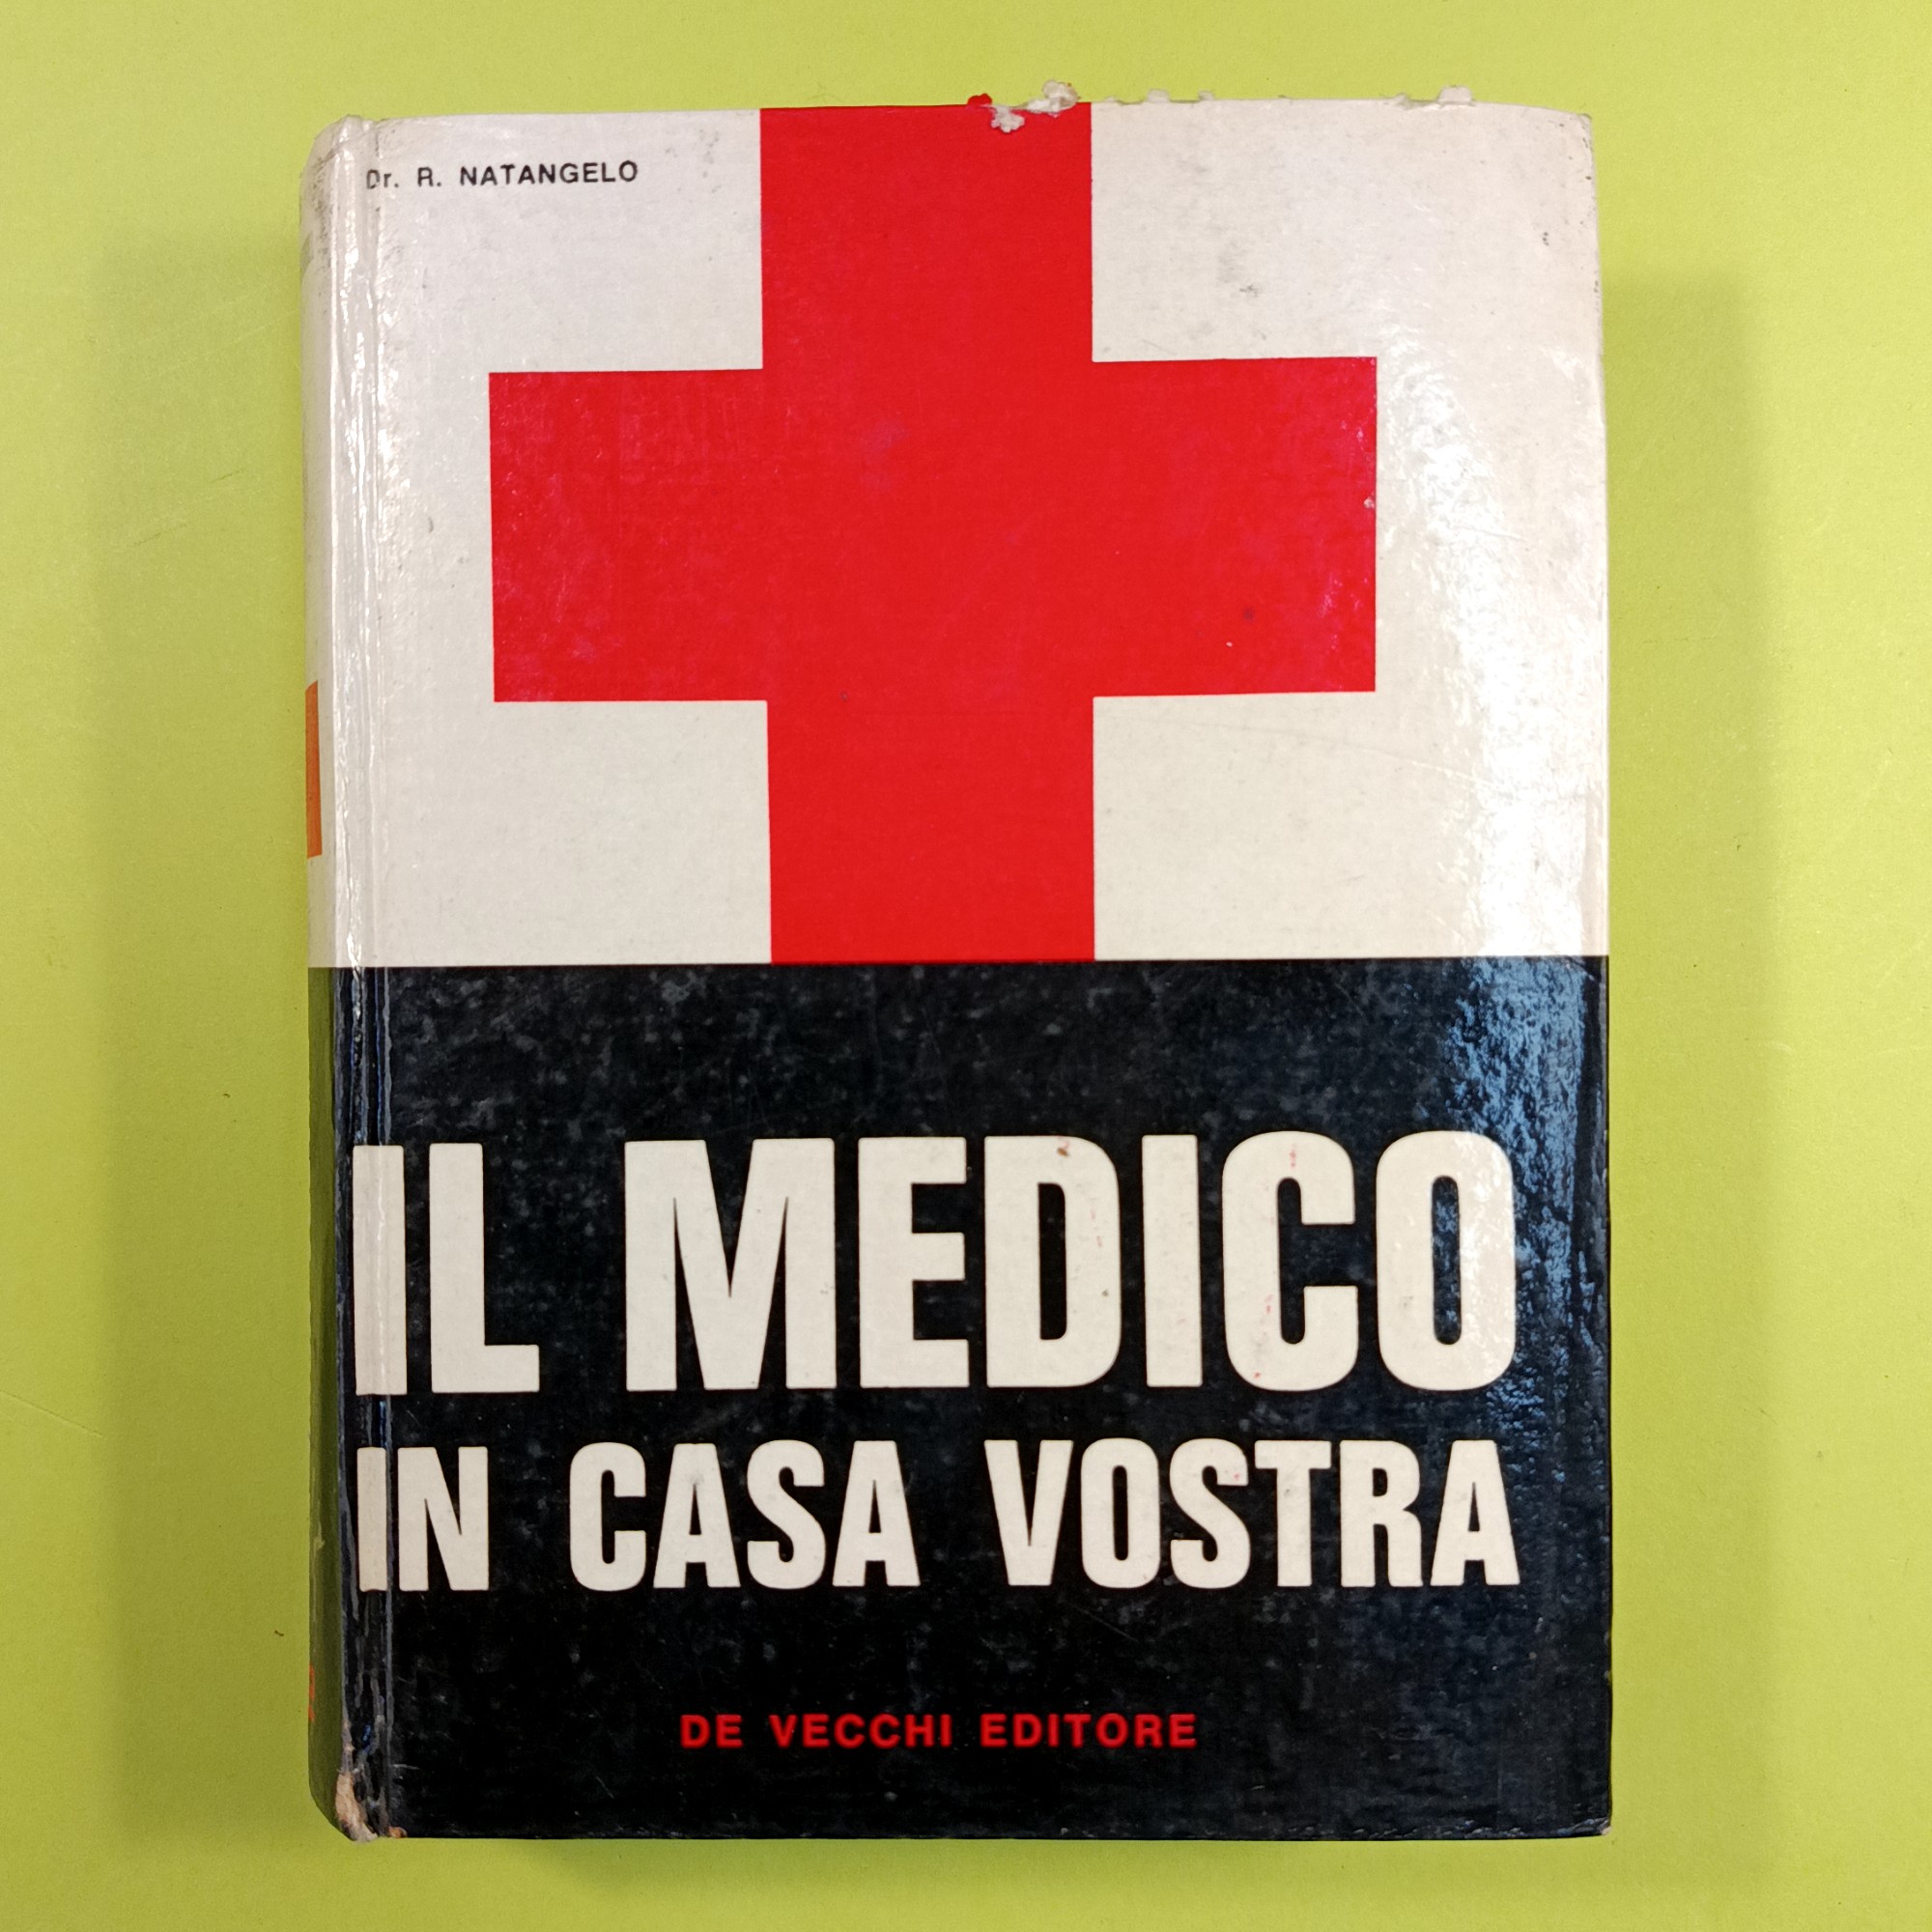 Dr. R. NATANGELO
IL MEDICO
IN CASA VOSTRA
DE VECCHI EDITORE